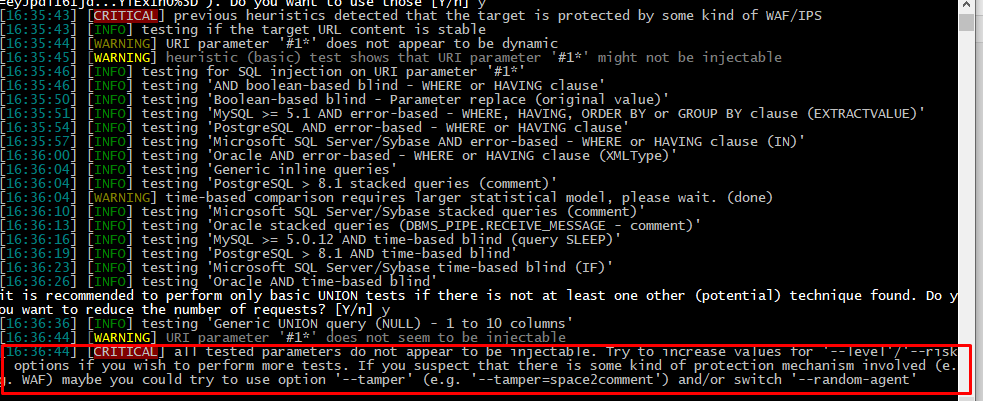 =eyJpdiI6Ijd...YTExIn0%3D'). Do you want to use those [Y/n] y
[16:35:43] [CRITICAL] previous heuristics detected that the target is protected by some kind of WAF/IPS
[16:35:43] [INFO] testing if the target URL content is stable
[16:35:44] [WARNING] URI parameter '#1*' does not appear to be dynamic
[16:35:45] [WARNING] heuristic (basic) test shows that URI parameter '#1*' might not be injectable
[16:35:46] [INFO] testing for SQL injection on URI parameter '#1*'
[16:35:46] [INFO] testing 'AND boolean-based blind - WHERE or HAVING clause'
[16:35:50] [INFO] testing 'Boolean-based blind - Parameter replace (original value)'
[16:35:51] [INFO] testing 'MySQL >= 5.1 AND error-based - WHERE, HAVING, ORDER BY or GROUP BY clause (EXTRACTVALUE)'
[16:35:54] [INFO] testing 'PostgreSQL AND error-based - WHERE or HAVING clause'
[16:35:57] [INFO] testing 'Microsoft SQL Server/Sybase AND error-based - WHERE or HAVING clause (IN)'
[16:36:00] [INFO] testing 'Oracle AND error-based - WHERE or HAVING clause (XMLType)'
[16:36:04] [INFO] testing 'Generic inline queries'
[16:36:04] [INFO] testing 'PostgreSQL > 8.1 stacked queries (comment)'
[16:36:04] [WARNING] time-based comparison requires larger statistical model, please wait. (done)
[16:36:10] [INFO] testing 'Microsoft SQL Server/Sybase stacked queries (comment)'
[16:36:13] [INFO] testing 'Oracle stacked queries (DBMS_PIPE.RECEIVE_MESSAGE - comment)'
[16:36:16] [INFO] testing 'MySQL >= 5.0.12 AND time-based blind (query SLEEP)'
[16:36:19] [INFO] testing 'PostgreSQL > 8.1 AND time-based blind'
[16:36:23] [INFO] testing 'Microsoft SQL Server/Sybase time-based blind (IF)'
[16:36:26] [INFO] testing 'Oracle AND time-based blind'
it is recommended to perform only basic UNION tests if there is not at least one other (potential) technique found. Do y
ou want to reduce the number of requests? [Y/n] y
[16:36:36] [INFO] testing 'Generic UNION query (NULL) - 1 to 10 columns'
[16:36:44] [WARNING] URI parameter '#1*' does not seem to be injectable
[16:36:44] [CRITICAL] all tested parameters do not appear to be injectable. Try to increase values for '--level'/'--risk'
 options if you wish to perform more tests. If you suspect that there is some kind of protection mechanism involved (e.
g. WAF) maybe you could try to use option '--tamper' (e.g. '--tamper=space2comment') and/or switch '--random-agent'